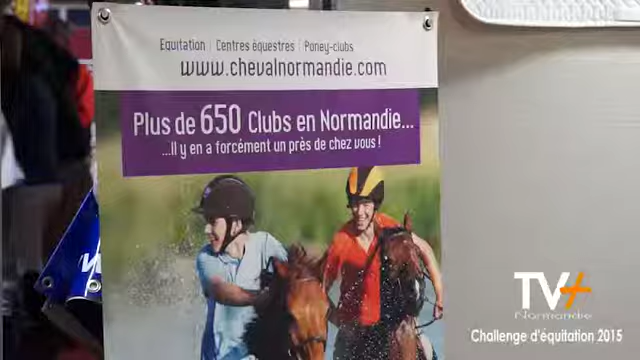 Equitation | Centres équestres | Poney-clubs
www.chevalnormandie.com
Plus de 650 Clubs en Normandie...
...Il y en a forcément un près de chez vous !
TV+
Normandie
Challenge d'équitation 2015